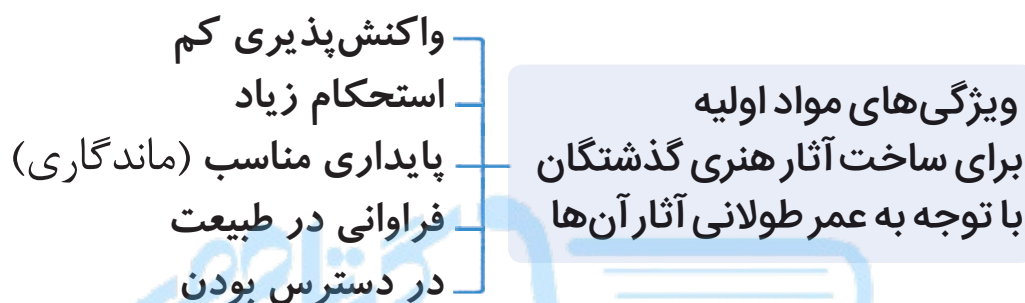 ویژگی‌های مواد اولیه
برای ساخت آثار هنری گذشتگان
با توجه به عمر طولانی آثار آن‌ها
واکنش‌پذیری کم
استحکام زیاد
پایداری مناسب (ماندگاری)
فراوانی در طبیعت
در دسترس بودن